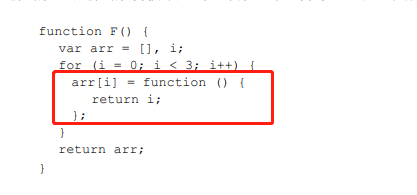 function F() {
var arr = [], i;
for (i = 0; i < 3; i++) {
arr[i] = function () {
return i;
};
}
return arr;
}